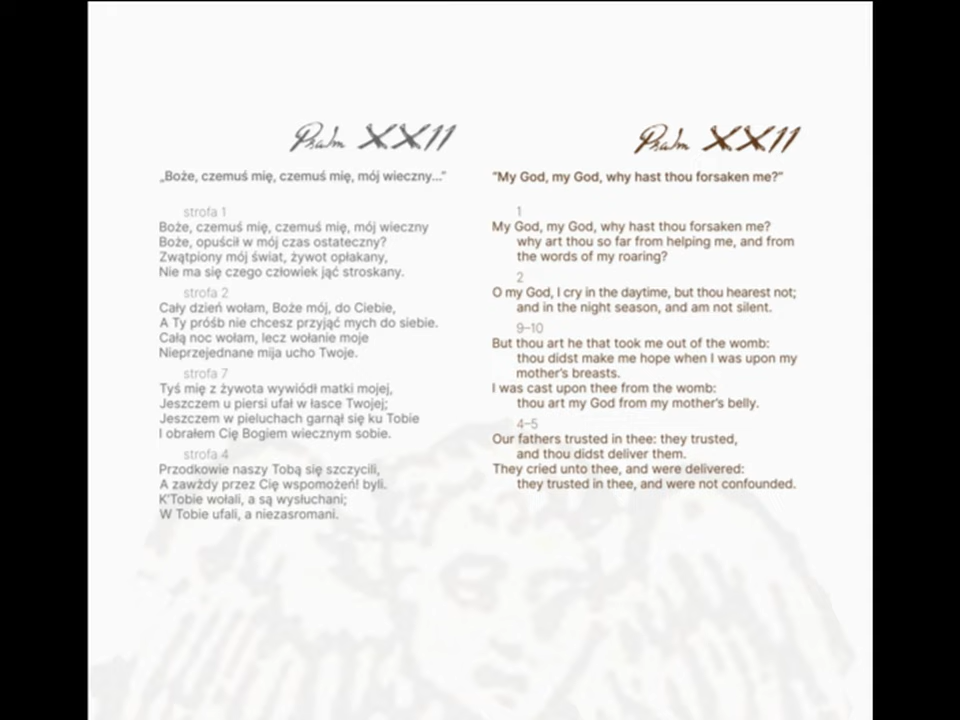 Psalm XXII
„Boże, czemuś mię, czemuś mię, mój wieczny...”
strofa 1
Boże, czemuś mię, czemuś mię, mój wieczny
Boże, opuścił w mój czas ostateczny?
Zwątpiony mój świat, żywot opłakany,
Nie ma się czego człowiek jąć stroskany.
strofa 2
Cały dzień wołam, Boże mój, do Ciebie,
A Ty próśb nie chcesz przyjąć mych do siebie.
Całą noc wołam, lecz wołanie moje
Nieprzejednane mija ucho Twoje.
strofa 7
Tyś mię z żywota wywiódł matki mojej,
Jeszczem u piersi ufał w łasce Twojej;
Jeszczem w pieluchach garnął się ku Tobie
I obrałem Cię Bogiem wiecznym sobie.
strofa 4
Przodkowie naszy Tobą się szczycili,
A zawżdy przez Cię wspomożeń! byli.
K'Tobie wołali, a są wysłuchani;
W Tobie ufali, a niezasromani.
Psalm XXII
“My God, my God, why hast thou forsaken me?”
1
My God, my God, why hast thou forsaken me?
why art thou so far from helping me, and from
the words of my roaring?
2
O my God, I cry in the daytime, but thou hearest not;
and in the night season, and am not silent.
9–10
But thou art he that took me out of the womb:
thou didst make me hope when I was upon my
mother’s breasts.
I was cast upon thee from the womb:
thou art my God from my mother’s belly.
4–5
Our fathers trusted in thee: they trusted,
and thou didst deliver them.
They cried unto thee, and were delivered:
they trusted in thee, and were not confounded.